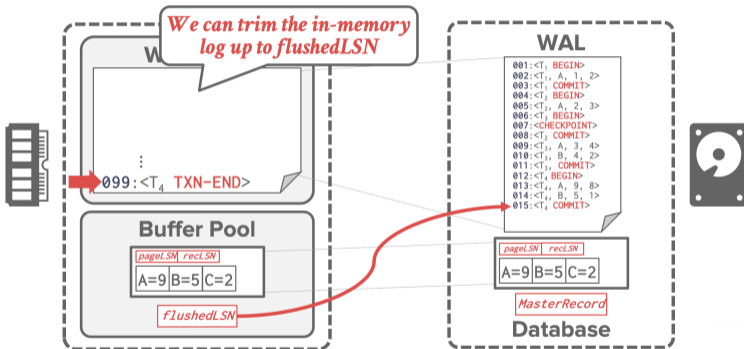 We can trim the in-memory
log up to flushedLSN
W
⋮
099:<T4 TXN-END>
Buffer Pool
pageLSN recLSN
A=9 B=5 C=2
flushedLSN
WAL
001:<T1 BEGIN>
002:<T1, A, 1, 2>
003:<T1 COMMIT>
004:<T2 BEGIN>
005:<T2, A, 2, 3>
006:<T3 BEGIN>
007:<CHECKPOINT>
008:<T2 COMMIT>
009:<T3, A, 3, 4>
010:<T3, B, 4, 2>
011:<T3, COMMIT>
012:<T4 BEGIN>
013:<T4, A, 9, 8>
014:<T4, B, 5, 1>
015:<T4 COMMIT>
pageLSN recLSN
A=9 B=5 C=2
MasterRecord
Database